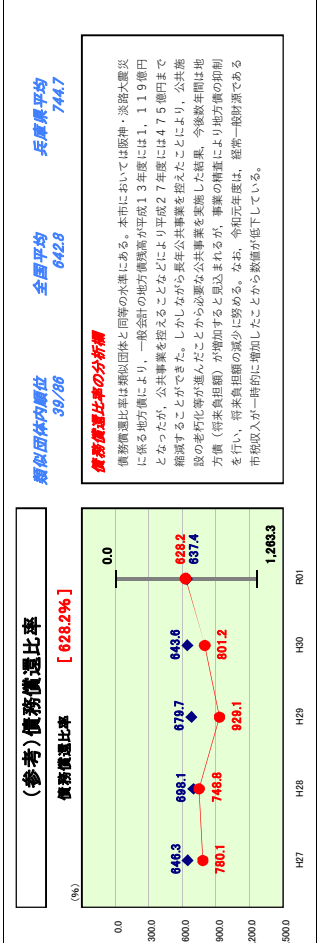 (参考)債務償還比率
債務償還比率 [ 628.2% ]
(%)
0.0
300.0
600.0
900.0
1,200.0
1,500.0
646.3
780.1
698.1
748.8
679.7
929.1
643.6
801.2
0.0
628.2
637.4
1,263.3
H27
H28
H29
H30
R01
類似団体内順位
39/86
全国平均
642.8
兵庫県平均
744.7
債務償還比率の分析欄
債務償還比率は類似団体と同等の水準にある。本市においては阪神・淡路大震災
に係る地方債により、一般会計の地方債残高が平成13年度には1,119億円
となったが、公共事業を控えることなどにより平成27年度には475億円まで
縮減することができた。しかしながら長年公共事業を控えたことにより、公共施
設の老朽化等が進んだことから必要な公共事業を実施した結果、今後数年間は地
方債（将来負担額）が増加すると見込まれるが、事業の精査により地方債の抑制
を行い、将来負担額の減少に努める。なお、令和元年度は、経常一般財源である
市税収入が一時的に増加したことから数値が低下している。